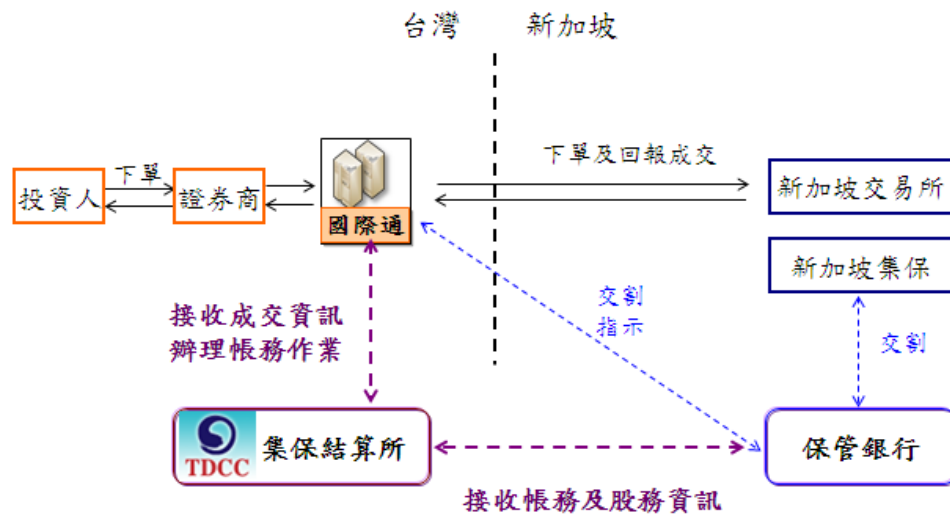 台灣
新加坡
投資人
下單
證券商
國際通
下單及回報成交
新加坡交易所
新加坡集保
接收成交資訊
辦理帳務作業
交割
指示
交割
TDCC
集保結算所
保管銀行
接收帳務及股務資訊